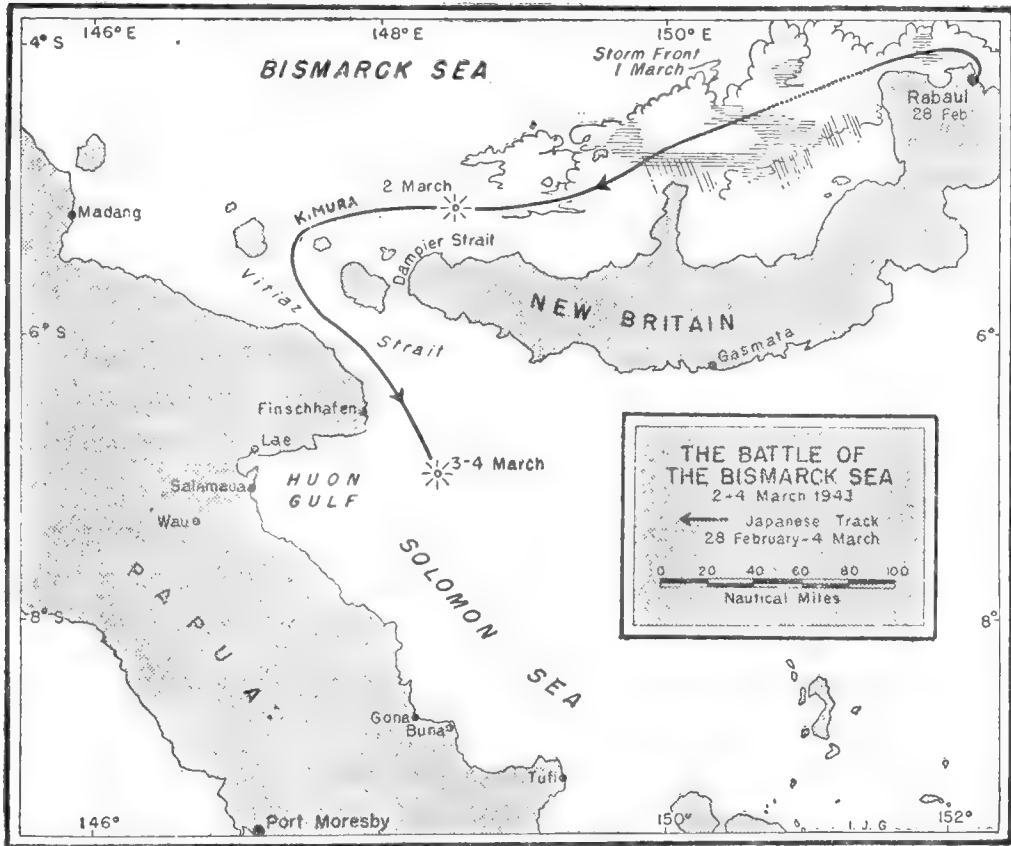 146° E
148° E
150° E
4° S
BISMARCK SEA
Storm Front
1 March
Rabaul
28 Feb
2 March
KIMURA
Madang
Dampier Strait
Vitiaz
Strait
NEW BRITAIN
6° S
6°
Gasmata
Finschhafen
Lae
3-4 March
HUON
GULF
Salamaua
Wau
THE BATTLE OF
THE BISMARCK SEA
2-4 March 1943
Japanese Track
28 February-4 March
0 20 40 60 80 100
Nautical Miles
SOLOMON SEA
8° S
8°
PAPUA
Gona
Buna
Tufi
146°
Port Moresby
150°
I. J. G
152°